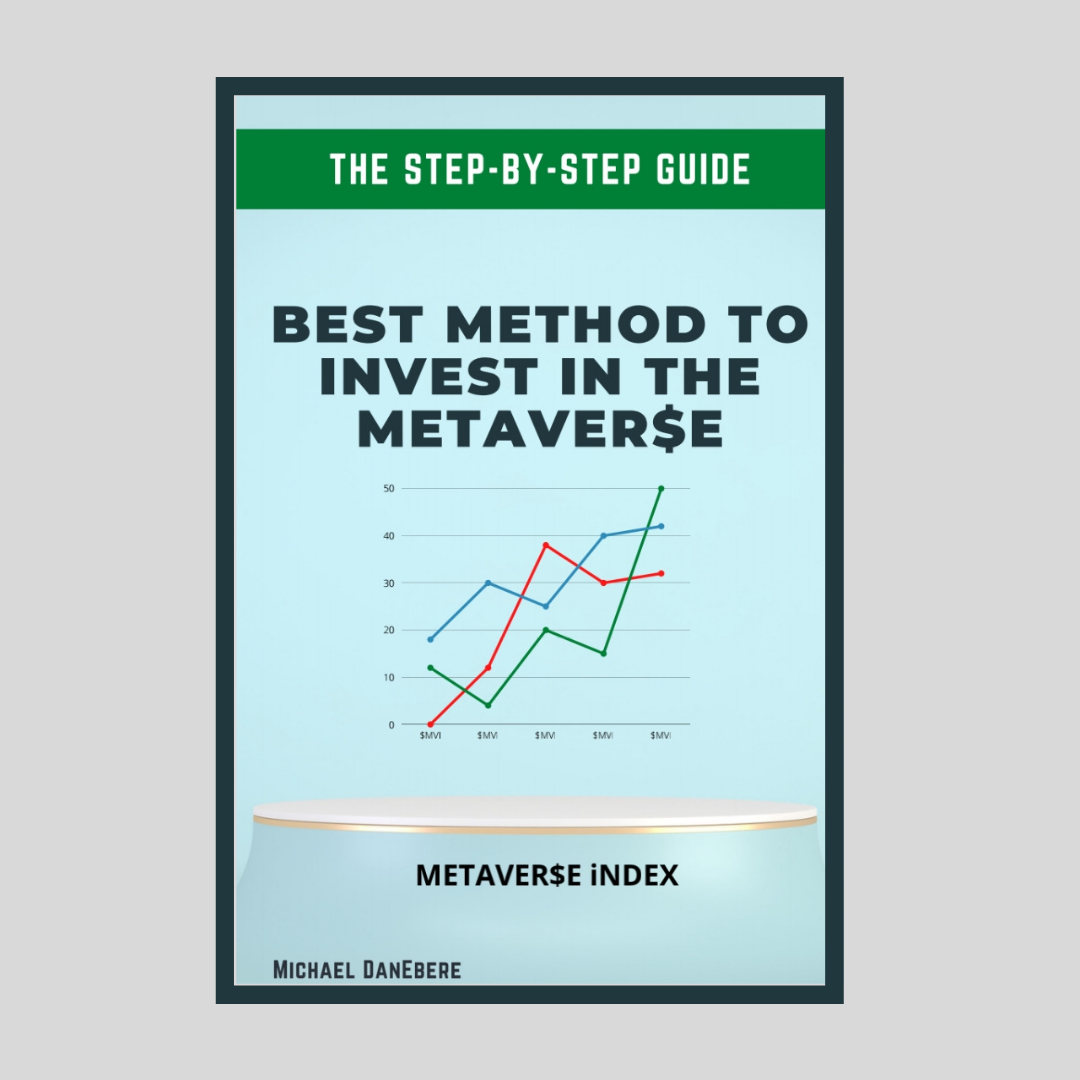 THE STEP-BY-STEP GUIDE
BEST METHOD TO
INVEST IN THE
METAVER$E
50
40
30
20
10
0
$MVI $MVI $MVI $MVI $MVI
METAVER$E iNDEX
MICHAEL DANEBERE